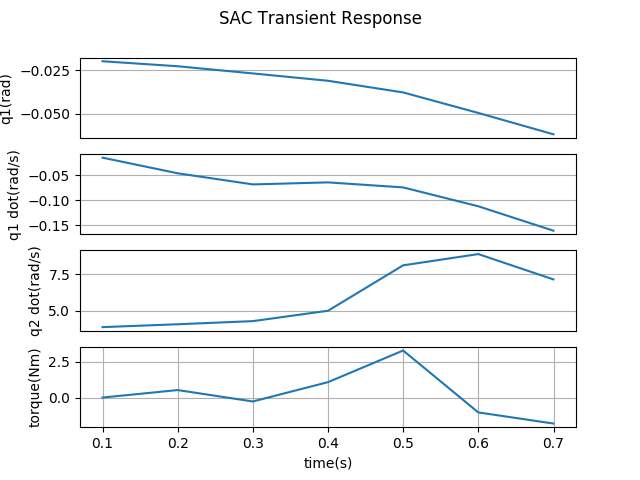 SAC Transient Response
−0.025
−0.050
q1(rad)
−0.05
−0.10
−0.15
q1 dot(rad/s)
7.5
5.0
q2 dot(rad/s)
2.5
0.0
torque(Nm)
0.1 0.2 0.3 0.4 0.5 0.6 0.7
time(s)